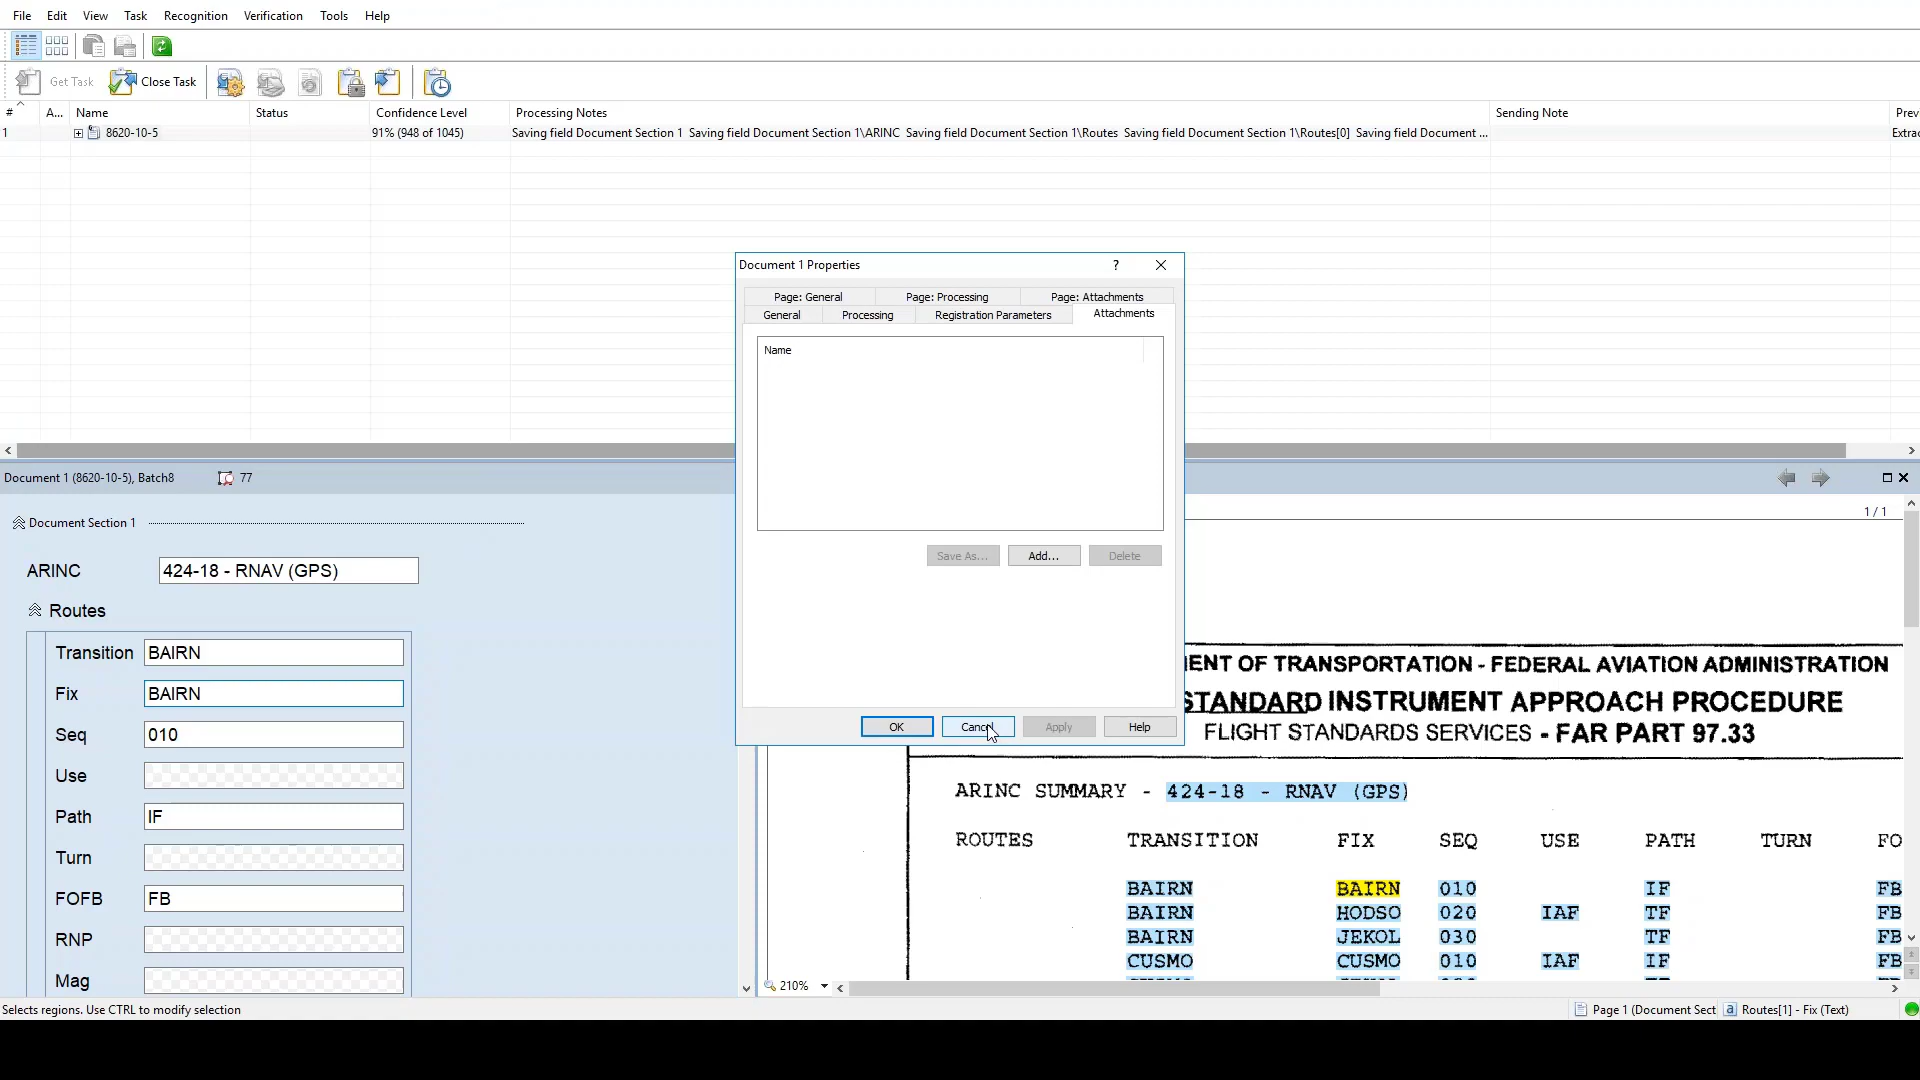 File Edit View Task Recognition Verification Tools Help
Get Task Close Task
# A... Name Status Confidence Level Processing Notes Sending Note Prev
1 8620-10-5 91% (948 of 1045) Saving field Document Section 1 Saving field Document Section 1\ARINC Saving field Document Section 1\Routes Saving field Document Section 1\Routes[0] Saving field Document ... Extrac
Document 1 Properties ?
Page: General Page: Processing Page: Attachments
General Processing Registration Parameters Attachments
Name
Save As... Add... Delete
OK Cancel Apply Help
Document 1 (8620-10-5), Batch8 77
Document Section 1
ARINC 424-18 - RNAV (GPS)
Routes
Transition BAIRN
Fix BAIRN
Seq 010
Use
Path IF
Turn
FOFB FB
RNP
Mag
1 / 1
ENT OF TRANSPORTATION - FEDERAL AVIATION ADMINISTRATION
STANDARD INSTRUMENT APPROACH PROCEDURE
FLIGHT STANDARDS SERVICES - FAR PART 97.33
ARINC SUMMARY - 424-18 - RNAV (GPS)
ROUTES TRANSITION FIX SEQ USE PATH TURN FO
BAIRN BAIRN 010 IF FB
BAIRN HODSO 020 IAF TF FB
BAIRN JEKOL 030 TF FB
CUSMO CUSMO 010 IAF IF FB
210%
Selects regions. Use CTRL to modify selection
Page 1 (Document Sect
Routes[1] - Fix (Text)